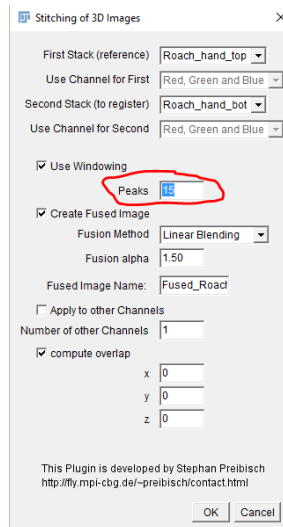 Stitching of 3D Images
First Stack (reference) Roach_hand_top
Use Channel for First Red, Green and Blue
Second Stack (to register) Roach_hand_bot
Use Channel for Second Red, Green and Blue
Use Windowing
Peaks 15
Create Fused Image
Fusion Method Linear Blending
Fusion alpha 1.50
Fused Image Name: Fused_Roach
Apply to other Channels
Number of other Channels 1
compute overlap
x 0
y 0
z 0
This Plugin is developed by Stephan Preibisch
http://fly.mpi-cbg.de/~preibisch/contact.html
OK Cancel